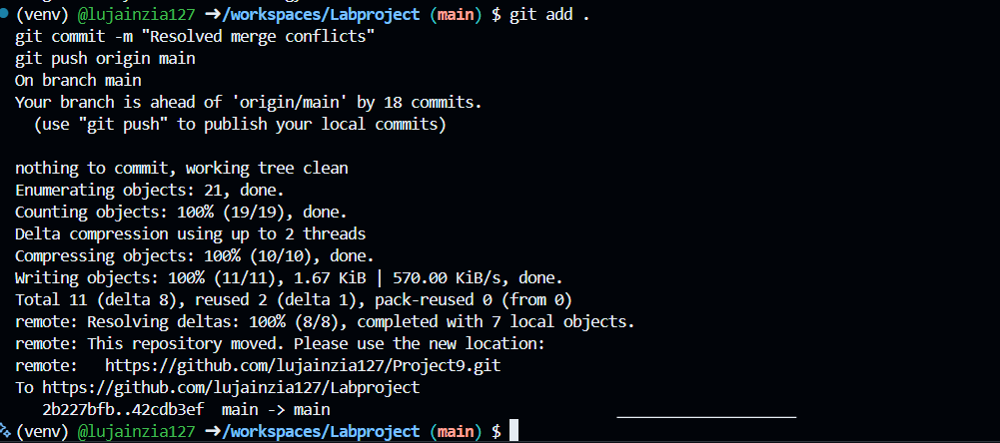 (venv) @lujainzia127 ➜/workspaces/Labproject (main) $ git add .
git commit -m "Resolved merge conflicts"
git push origin main
On branch main
Your branch is ahead of 'origin/main' by 18 commits.
  (use "git push" to publish your local commits)

nothing to commit, working tree clean
Enumerating objects: 21, done.
Counting objects: 100% (19/19), done.
Delta compression using up to 2 threads
Compressing objects: 100% (10/10), done.
Writing objects: 100% (11/11), 1.67 KiB | 570.00 KiB/s, done.
Total 11 (delta 8), reused 2 (delta 1), pack-reused 0 (from 0)
remote: Resolving deltas: 100% (8/8), completed with 7 local objects.
remote: This repository moved. Please use the new location:
remote:   https://github.com/lujainzia127/Project9.git
To https://github.com/lujainzia127/Labproject
   2b227bfb..42cdb3ef  main -> main
(venv) @lujainzia127 ➜/workspaces/Labproject (main) $